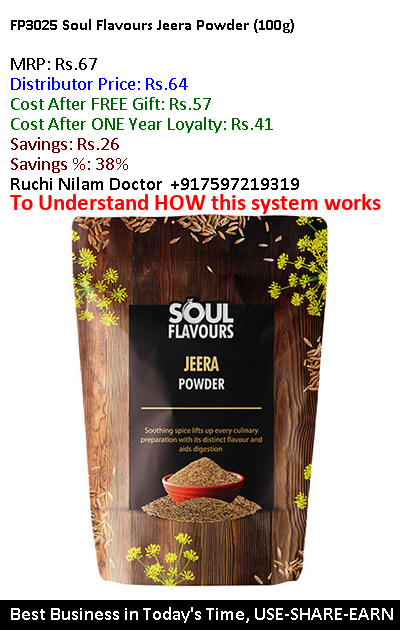 FP3025 Soul Flavours Jeera Powder (100g)
MRP: Rs.67
Distributor Price: Rs.64
Cost After FREE Gift: Rs.57
Cost After ONE Year Loyalty: Rs.41
Savings: Rs.26
Savings %: 38%
Ruchi Nilam Doctor +917597219319
To Understand HOW this system works
SOUL
FLAVOURS
JEERA
POWDER
Soothing spice lifts up every culinary
preparation with its distinct flavour and
aids digestion
Best Business in Today's Time, USE-SHARE-EARN